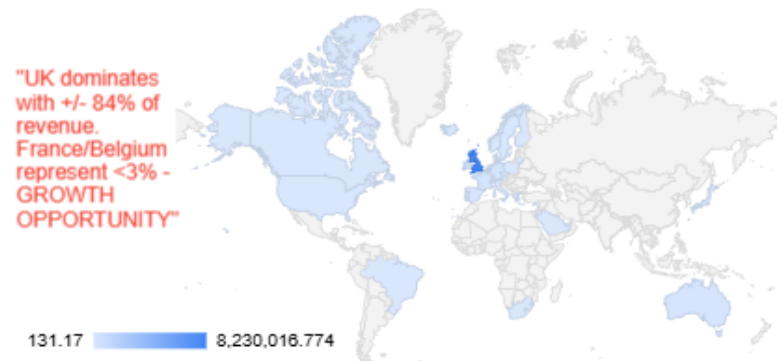 "UK dominates
with +/- 84% of
revenue.
France/Belgium
represent <3% -
GROWTH
OPPORTUNITY"
131.17
8,230,016.774